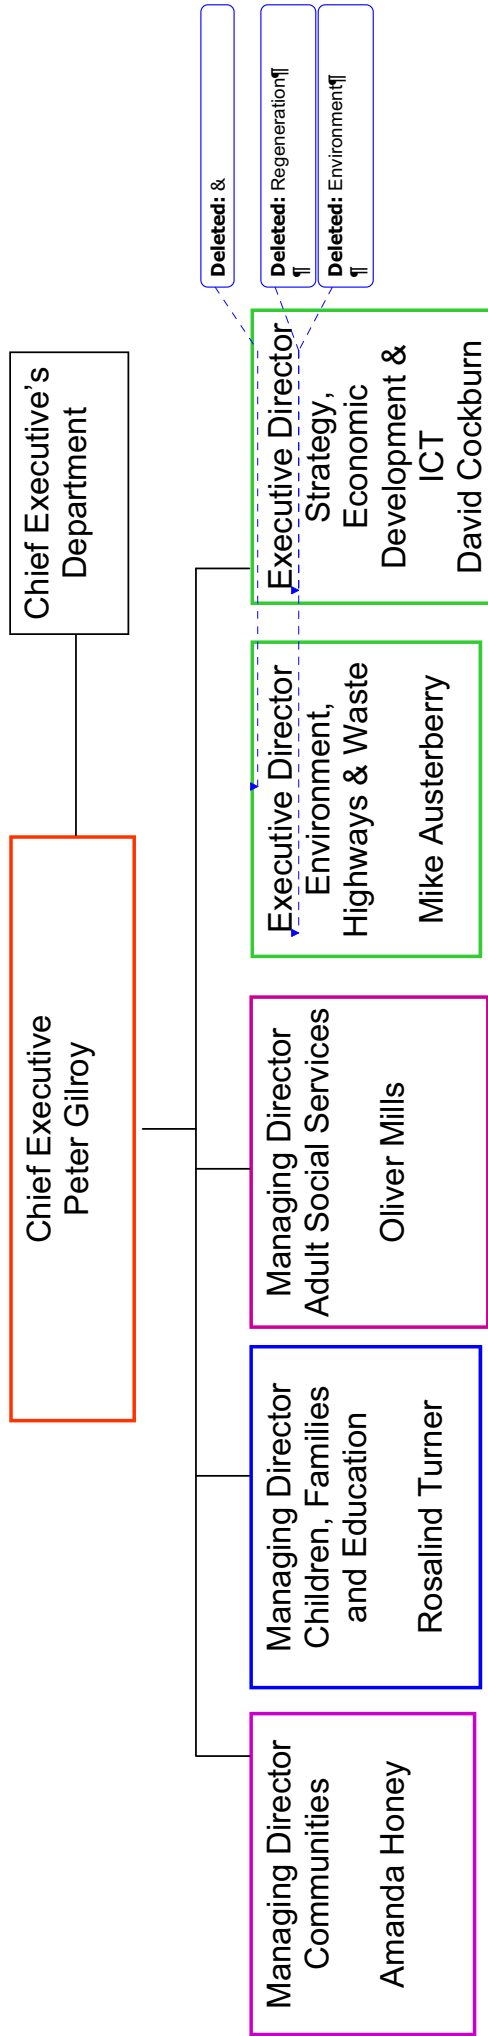 Chief Executive
Peter Gilroy
Chief Executive's
Department
Managing Director
Communities
Amanda Honey
Managing Director
Children, Families
and Education
Rosalind Turner
Managing Director
Adult Social Services
Oliver Mills
Executive Director
Environment,
Highways & Waste
Mike Austerberry
Executive Director
Strategy,
Economic
Development &
ICT
David Cockburn
Deleted: &
Deleted: Regeneration¶
¶
Deleted: Environment¶
¶